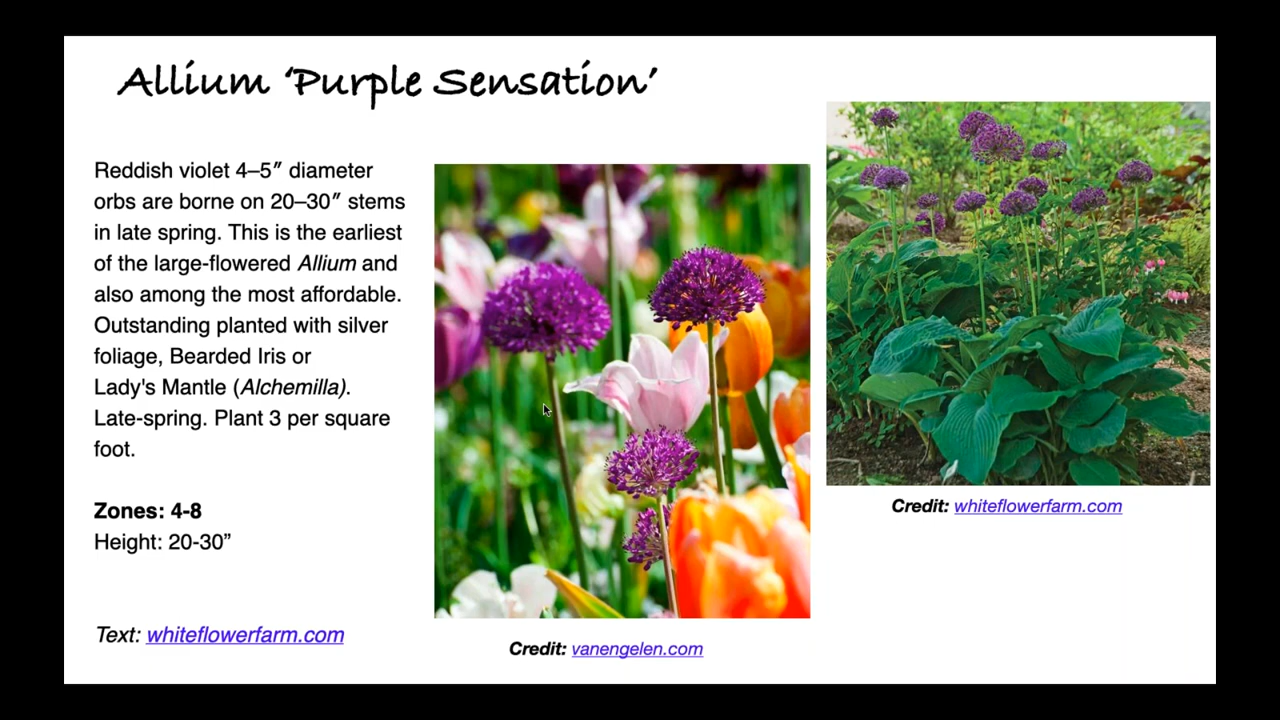 Allium ‘Purple Sensation’
Reddish violet 4–5″ diameter
orbs are borne on 20–30″ stems
in late spring. This is the earliest
of the large-flowered Allium and
also among the most affordable.
Outstanding planted with silver
foliage, Bearded Iris or
Lady's Mantle (Alchemilla).
Late-spring. Plant 3 per square
foot.
Zones: 4-8
Height: 20-30”
Text: whiteflowerfarm.com
Credit: vanengelen.com
Credit: whiteflowerfarm.com